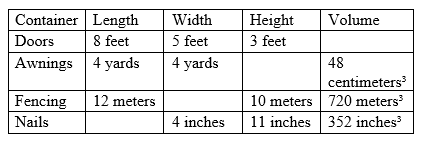 Container Length Width Height Volume
Doors 8 feet 5 feet 3 feet
Awnings 4 yards 4 yards 48
centimeters³
Fencing 12 meters 10 meters 720 meters³
Nails 4 inches 11 inches 352 inches³